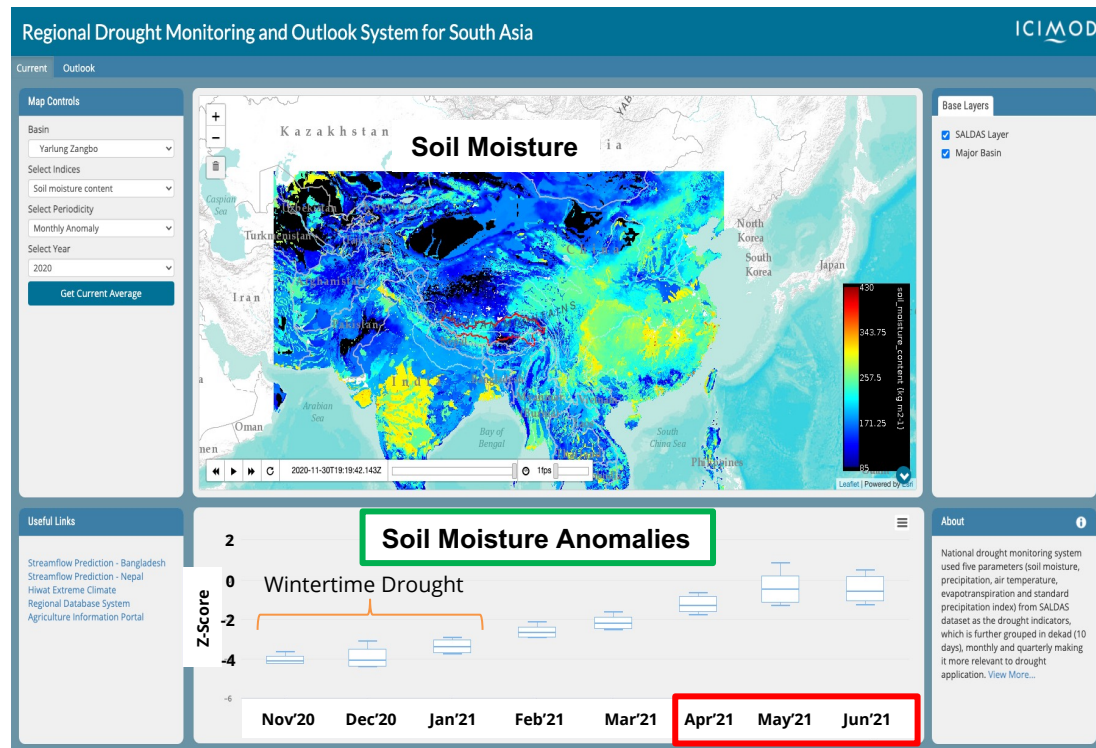 Regional Drought Monitoring and Outlook System for South Asia
ICIMOD
Current Outlook
Map Controls
Basin
Yarlung Zangbo
Select Indices
Soil moisture content
Select Periodicity
Monthly Anomaly
Select Year
2020
Get Current Average
+
−
Soil Moisture
Kazakhstan
Caspian
Sea
Uzbekistan
Turkmenistan
Afghanistan
Iran
Pakistan
India
Oman
Arabian
Sea
Bay of
Bengal
South
China Sea
Philippines
North
Korea
South
Korea
Japan
430
343.75
257.5
171.25
85
soil_moisture_content (kg m2-1)
2020-11-30T19:19:42.143Z
1fps
Leaflet | Powered by Esri
Base Layers
SALDAS Layer
Major Basin
Useful Links
Streamflow Prediction - Bangladesh
Streamflow Prediction - Nepal
Hiwat Extreme Climate
Regional Database System
Agriculture Information Portal
Soil Moisture Anomalies
Wintertime Drought
Z-Score
2
0
-2
-4
-6
Nov'20 Dec'20 Jan'21 Feb'21 Mar'21 Apr'21 May'21 Jun'21
About
National drought monitoring system
used five parameters (soil moisture,
precipitation, air temperature,
evapotranspiration and standard
precipitation index) from SALDAS
dataset as the drought indicators,
which is further grouped in dekad (10
days), monthly and quarterly making
it more relevant to drought
application. View More...